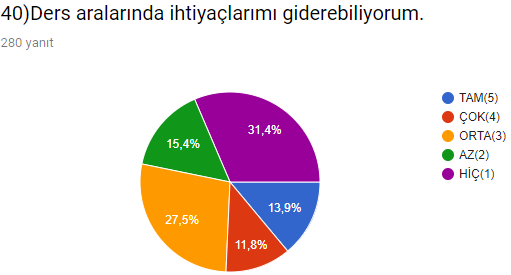 40)Ders aralarında ihtiyaçlarımı giderebiliyorum.
280 yanıt
TAM(5)
ÇOK(4)
ORTA(3)
AZ(2)
HİÇ(1)
31,4%
15,4%
13,9%
27,5%
11,8%